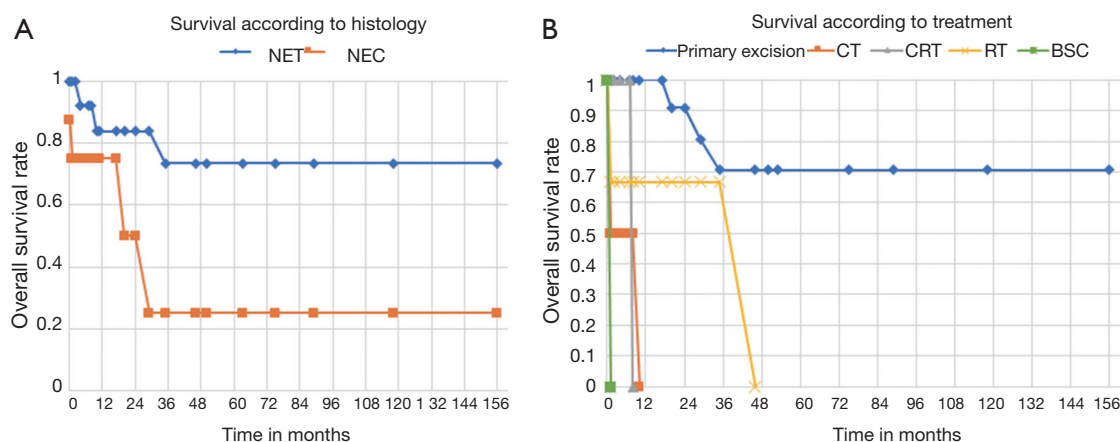 A
Survival according to histology
NET NEC
1
0.8
0.6
0.4
0.2
0
Overall survival rate
0 12 24 36 48 60 72 84 96 108 120 1 32 144 156
Time in months
B
Survival according to treatment
Primary excision CT CRT RT BSC
1
0.9
0.8
0.7
0.6
0.5
0.4
0.3
0.2
0.1
0
Overall survival rate
0 12 24 36 48 60 72 84 96 108 120 132 144 156
Time in months